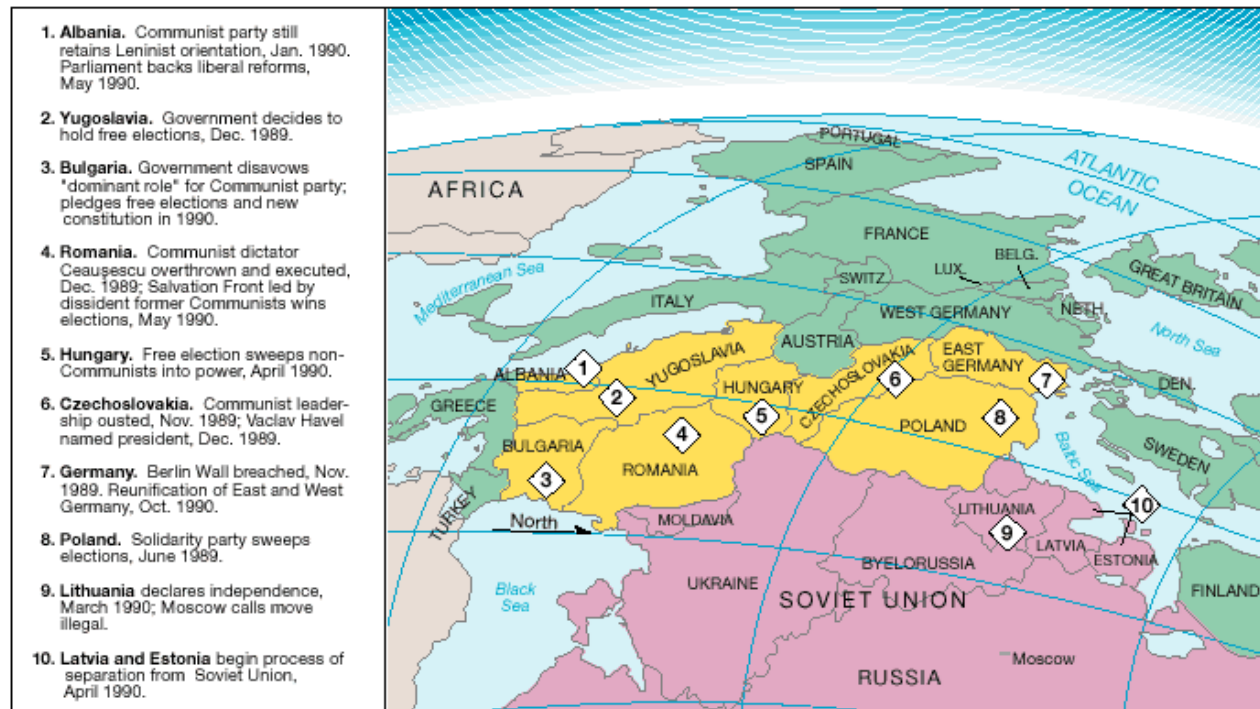 1. Albania. Communist party still
retains Leninist orientation, Jan. 1990.
Parliament backs liberal reforms,
May 1990.
2. Yugoslavia. Government decides to
hold free elections, Dec. 1989.
3. Bulgaria. Government disavows
"dominant role" for Communist party;
pledges free elections and new
constitution in 1990.
4. Romania. Communist dictator
Ceauşescu overthrown and executed,
Dec. 1989; Salvation Front led by
dissident former Communists wins
elections, May 1990.
5. Hungary. Free election sweeps non-
Communists into power, April 1990.
6. Czechoslovakia. Communist leader-
ship ousted, Nov. 1989; Vaclav Havel
named president, Dec. 1989.
7. Germany. Berlin Wall breached, Nov.
1989. Reunification of East and West
Germany, Oct. 1990.
8. Poland. Solidarity party sweeps
elections, June 1989.
9. Lithuania declares independence,
March 1990; Moscow calls move
illegal.
10. Latvia and Estonia begin process of
separation from Soviet Union,
April 1990.
PORTUGAL
SPAIN
ATLANTIC
OCEAN
AFRICA
FRANCE
BELG.
LUX.
SWITZ
GREAT BRITAIN
Mediterranean Sea
ITALY
WEST GERMANY
NETH.
North Sea
AUSTRIA
YUGOSLAVIA
EAST
GERMANY
ALBANIA
1
HUNGARY
CZECHOSLOVAKIA
6
7
DEN.
2
GREECE
5
POLAND
8
4
BULGARIA
ROMANIA
Baltic Sea
SWEDEN
3
TURKEY
North
MOLDAVIA
LITHUANIA
9
10
LATVIA
ESTONIA
BYELORUSSIA
UKRAINE
Black
Sea
SOVIET UNION
FINLAND
Moscow
RUSSIA